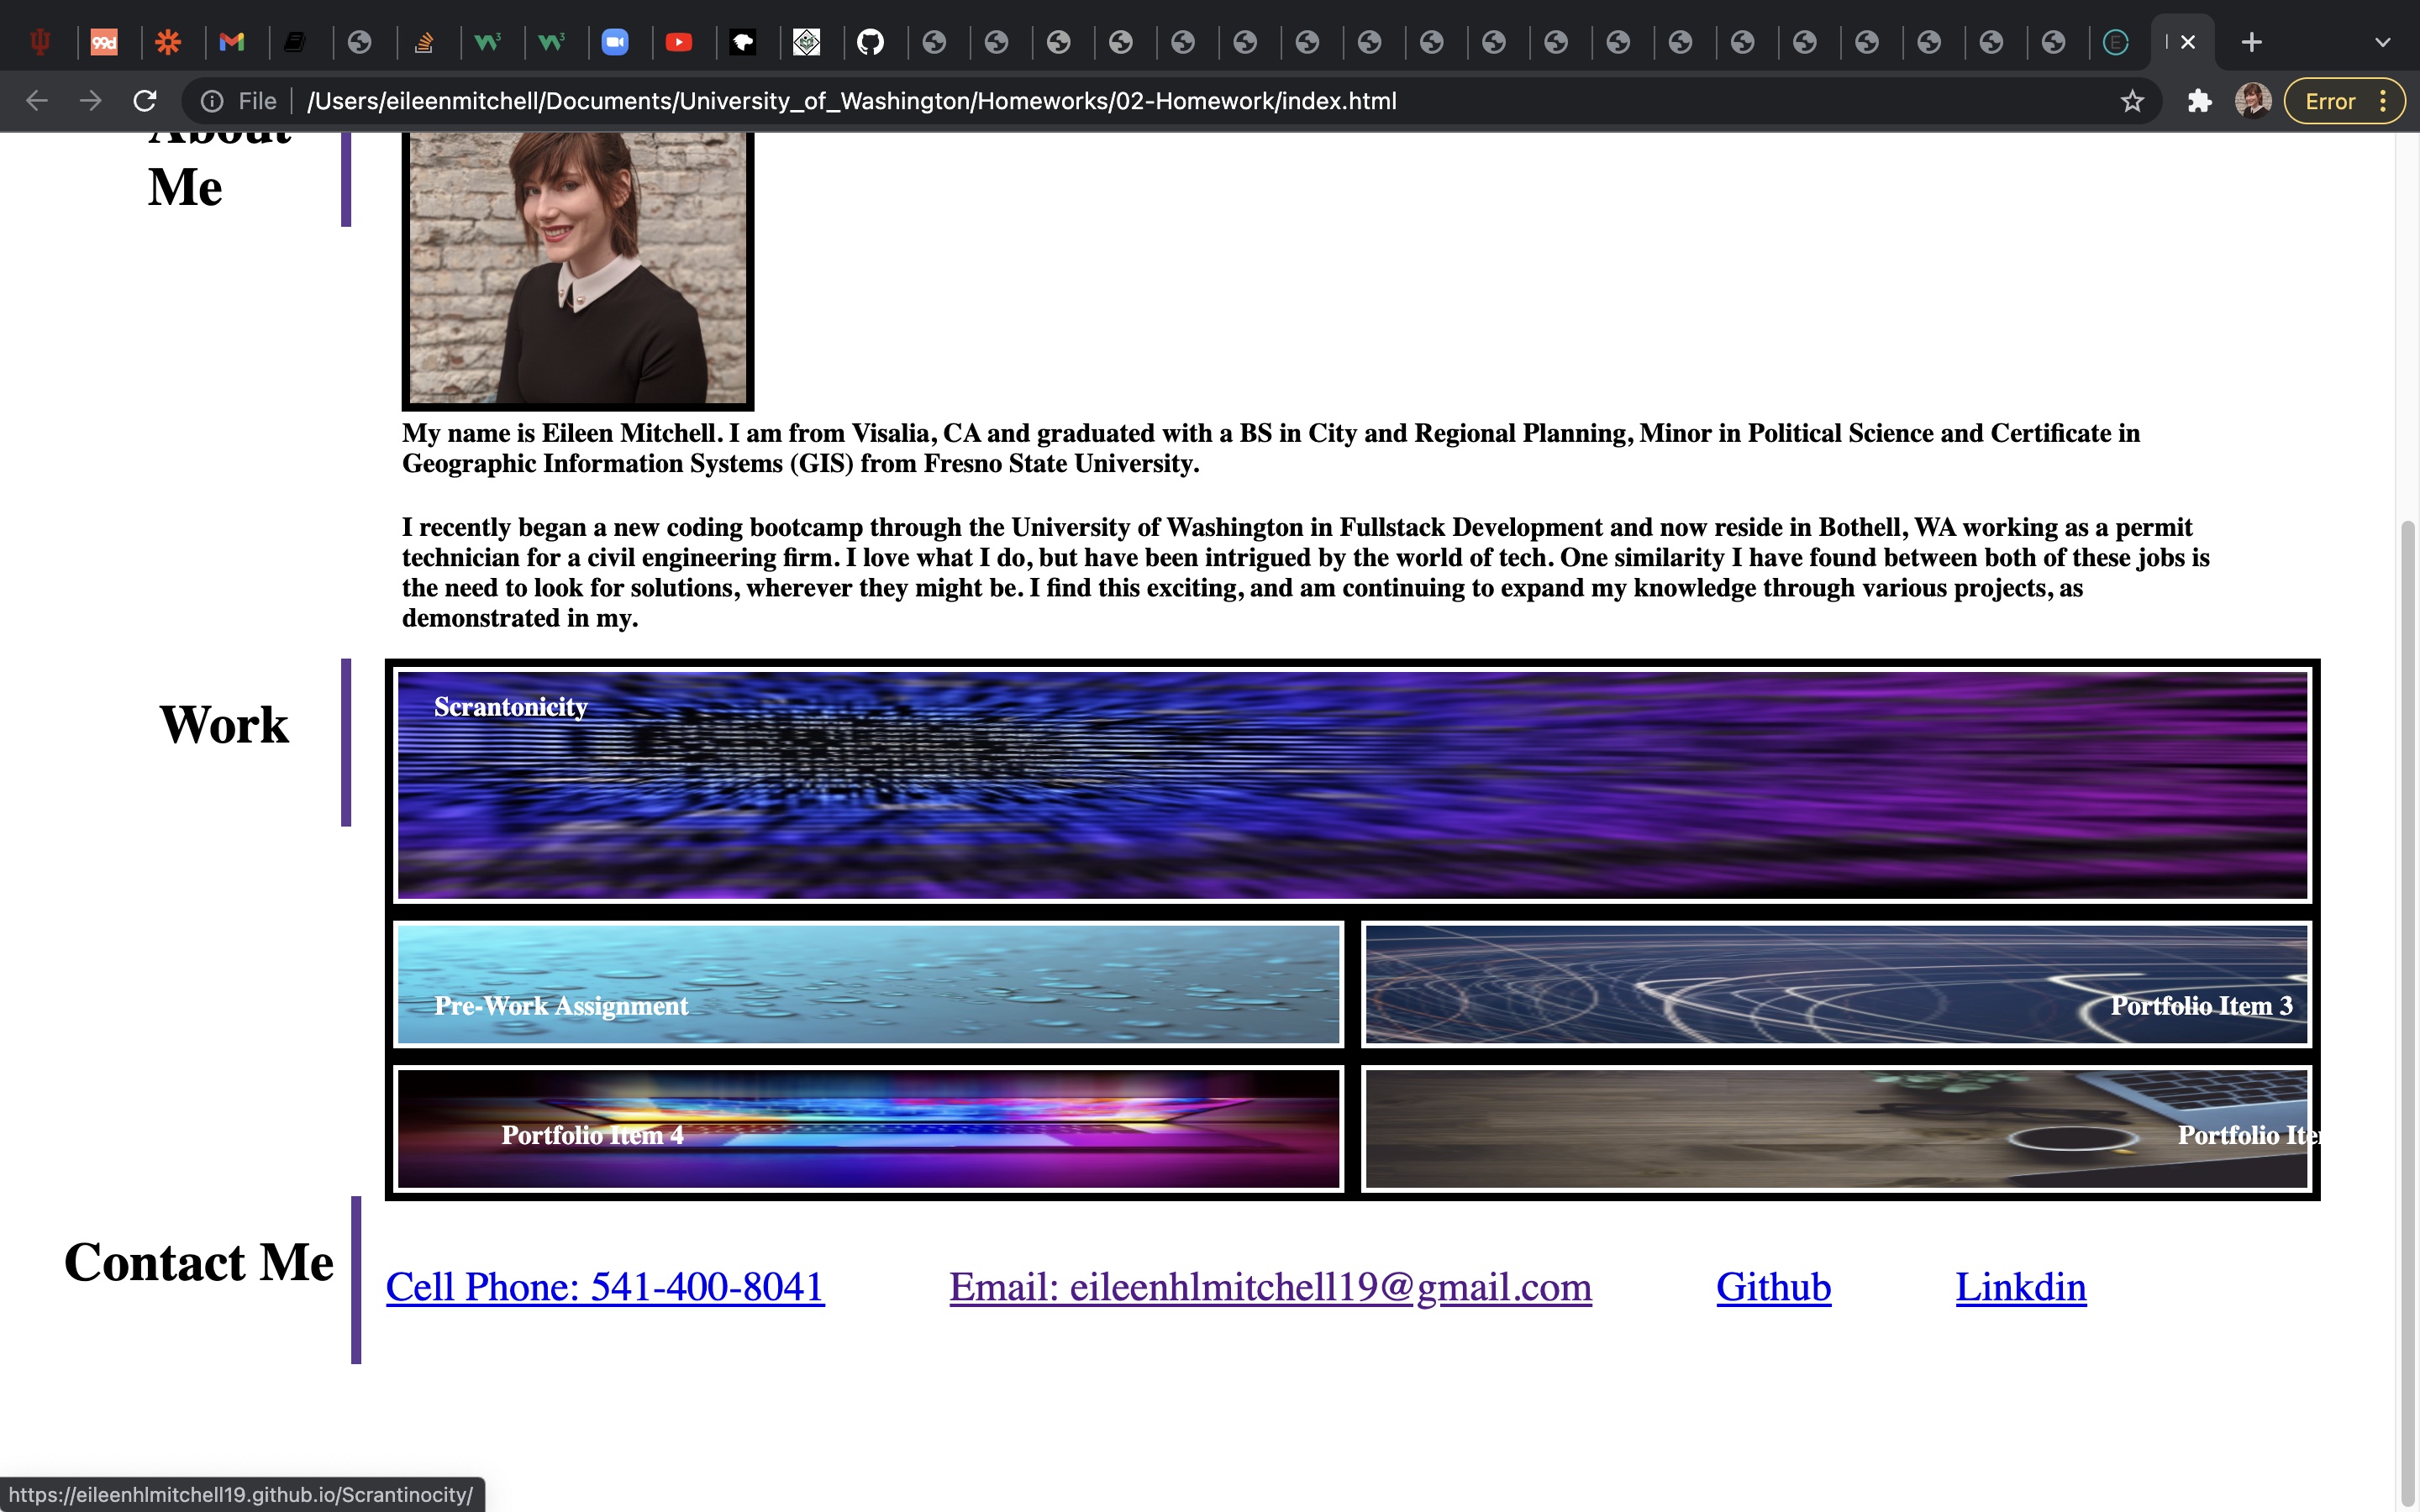 99d
File
/Users/eileenmitchell/Documents/University_of_Washington/Homeworks/02-Homework/index.html
Error
About
Me
My name is Eileen Mitchell. I am from Visalia, CA and graduated with a BS in City and Regional Planning, Minor in Political Science and Certificate in
Geographic Information Systems (GIS) from Fresno State University.
I recently began a new coding bootcamp through the University of Washington in Fullstack Development and now reside in Bothell, WA working as a permit
technician for a civil engineering firm. I love what I do, but have been intrigued by the world of tech. One similarity I have found between both of these jobs is
the need to look for solutions, wherever they might be. I find this exciting, and am continuing to expand my knowledge through various projects, as
demonstrated in my.
Work
Scrantonicity
Pre-Work Assignment
Portfolio Item 3
Portfolio Item 4
Portfolio Ite
Contact Me
Cell Phone: 541-400-8041
Email: eileenhlmitchell19@gmail.com
Github
Linkdin
https://eileenhlmitchell19.github.io/Scrantinocity/